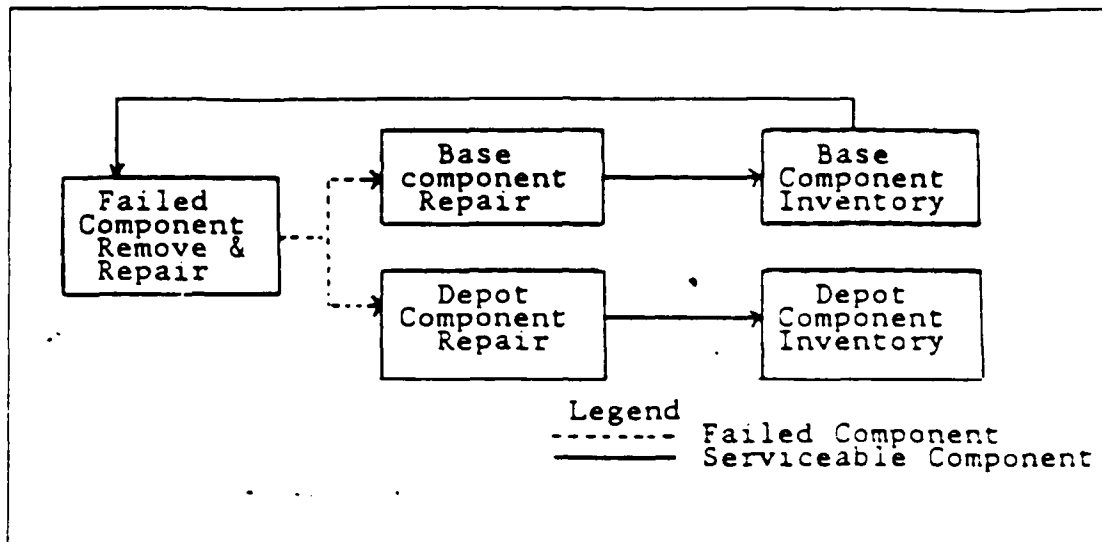 Failed
Component
Remove &
Repair
Base
component
Repair
Base
Component
Inventory
Depot
Component
Repair
Depot
Component
Inventory
Legend
Failed Component
Serviceable Component